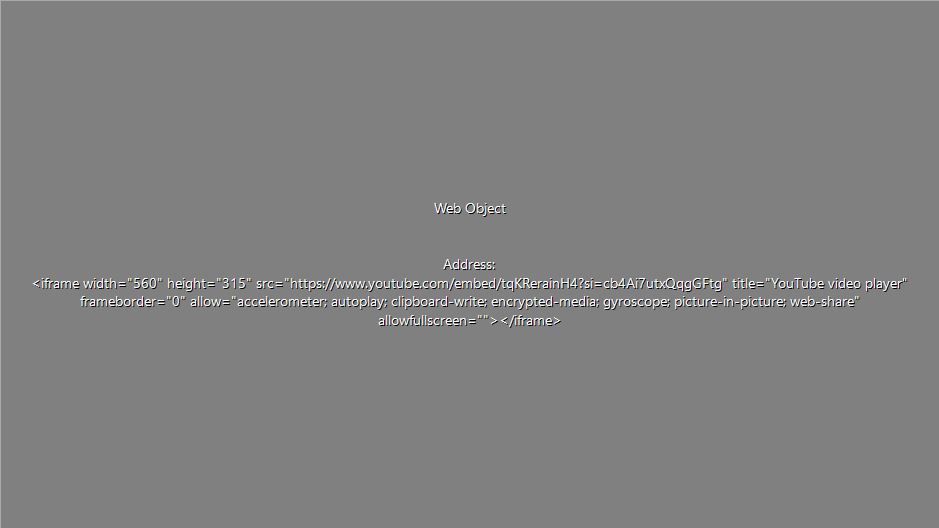 Web Object
Address:
<iframe width="560" height="315" src="https://www.youtube.com/embed/tqKRerainH4?si=cb4Ai7utxQqgGFtg" title="YouTube video player"
frameborder="0" allow="accelerometer; autoplay; clipboard-write; encrypted-media; gyroscope; picture-in-picture; web-share"
allowfullscreen=""></iframe>